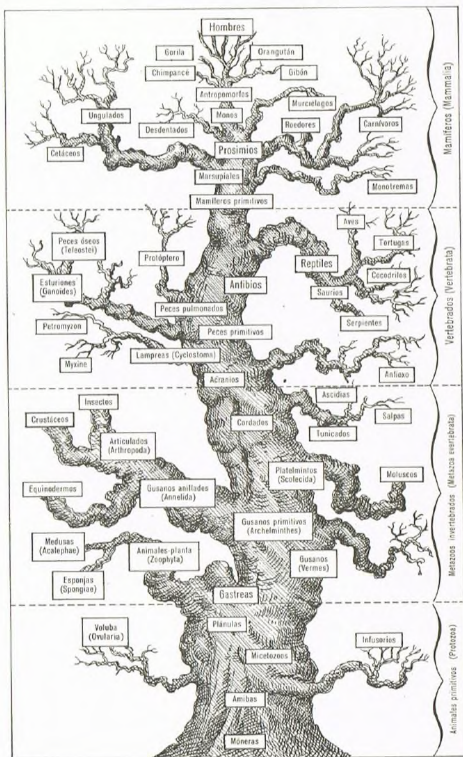 Hombres
Gorila
Orangután
Chimpancé
Gibón
Antropomorfos
Murciélagos
Ungulados
Monos
Desdentados
Roedores
Carnívoros
Prosimios
Cetáceos
Marsupiales
Monotremas
Mamíferos primitivos
Mamíferos (Mammalia)
Aves
Peces óseos
(Teleostei)
Tortugas
Protóptero
Reptiles
Cocodrilos
Esturiones
(Ganoides)
Anfibios
Saurios
Peces pulmonados
Serpientes
Petromyzon
Peces primitivos
Lampreas (Cyclostoma)
Myxine
Anfioxo
Acranios
Vertebrados (Vertebrata)
Ascidias
Insectos
Salpas
Crustáceos
Cordados
Tunicados
Articulados
(Arthropoda)
Platelmintos
(Scolecida)
Moluscos
Equinodermos
Gusanos anillados
(Annelida)
Gusanos primitivos
(Archelminthes)
Medusas
(Acalephae)
Animales-planta
(Zoophyta)
Gusanos
(Vermes)
Esponjas
(Spongiae)
Gastreas
Metazoos invertebrados (Metazoa evertebrata)
Plánulas
Voluba
(Ovularia)
Infusorios
Micetozoos
Amibas
Móneras
Animales primitivos (Protozoa)